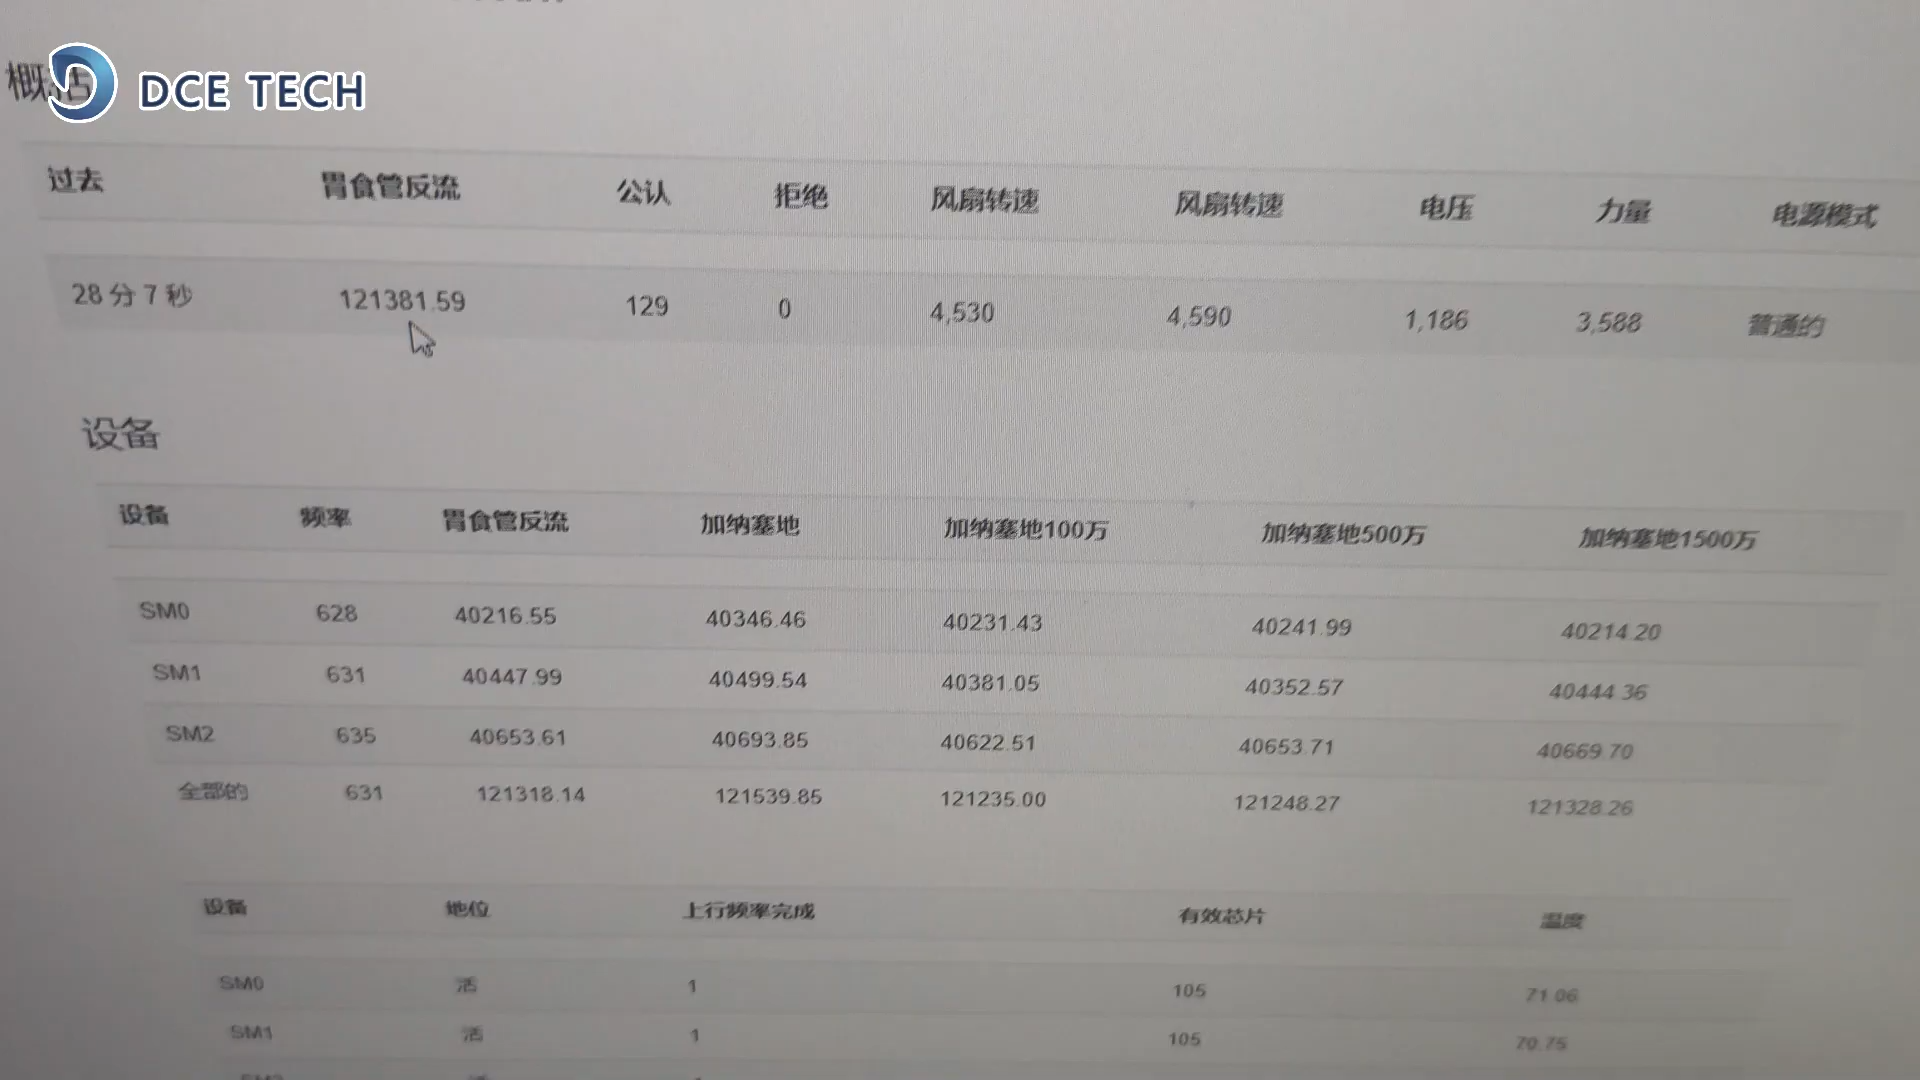 DCE TECH
过去 胃食管反流 公认 拒绝 风扇转速 风扇转速 电压 力量 电源模式
28 分 7 秒 121381.59 129 0 4,530 4,590 1,186 3,588 普通的
设备
设备 频率 胃食管反流 加纳塞地 加纳塞地100万 加纳塞地500万 加纳塞地1500万
SM0 628 40216.55 40346.46 40231.43 40241.99 40214.20
SM1 631 40447.99 40499.54 40381.05 40352.57 40444.36
SM2 635 40653.61 40693.85 40622.51 40653.71 40669.70
全部的 631 121318.14 121539.85 121235.00 121248.27 121328.26
设备 地位 上行频率完成 有效芯片 温度
SM0 活 1 105 71.06
SM1 活 1 105 70.75